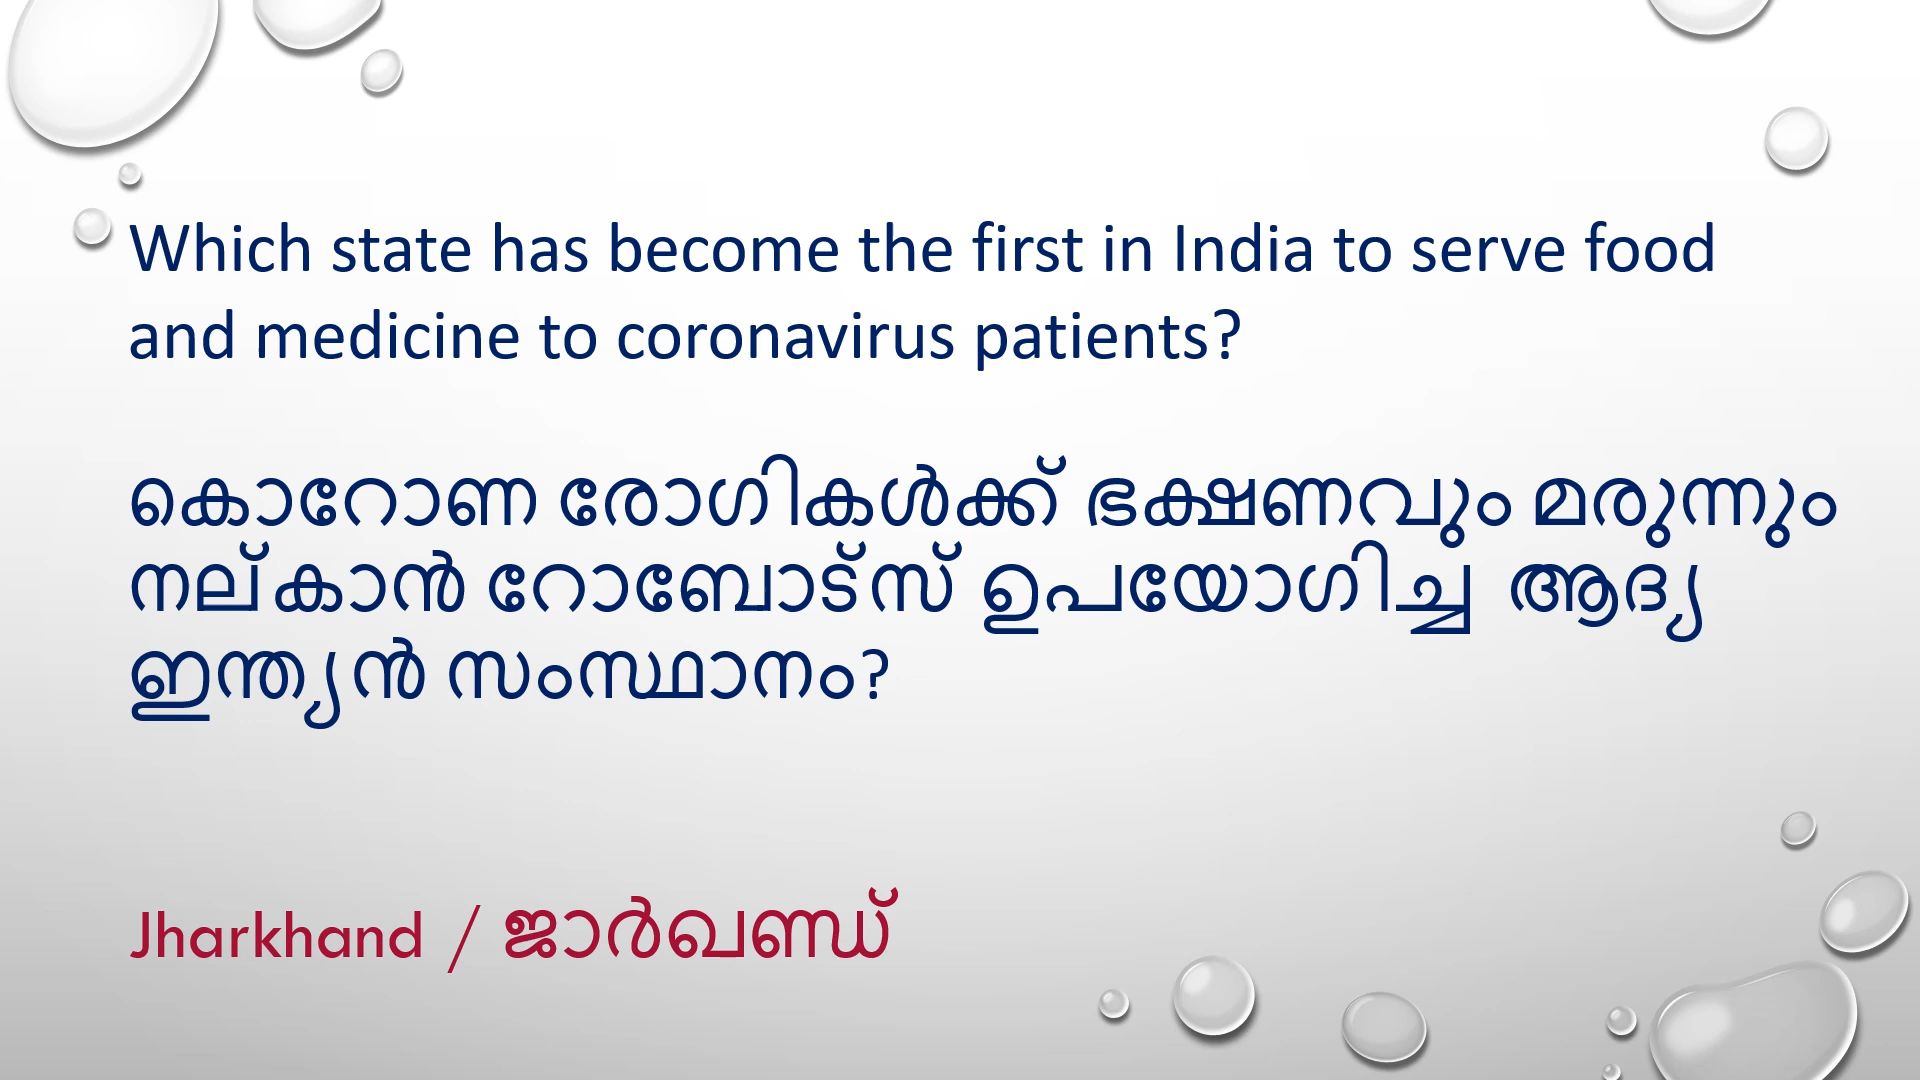 Which state has become the first in India to serve food
and medicine to coronavirus patients?
കൊറോണ രോഗികൾക്ക് ഭക്ഷണവും മരുന്നും
നല്‌കാൻ റോബോട്സ് ഉപയോഗിച്ച  ആദ്യ
ഇന്ത്യൻ സംസ്ഥാനം?
Jharkhand / ജാർഖണ്ഡ്